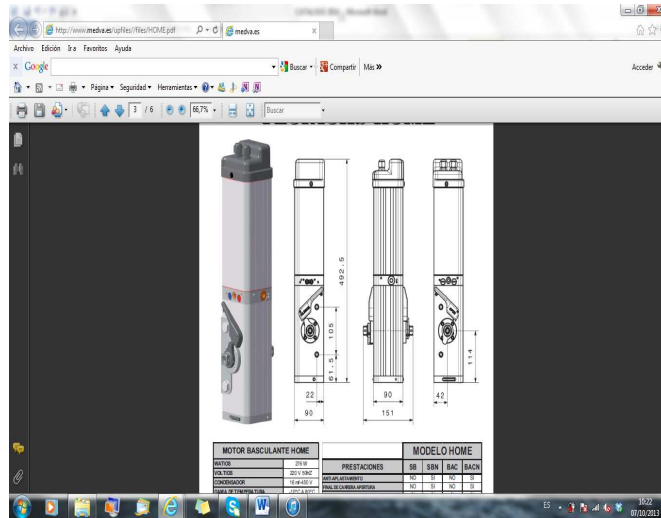 http://www.medva.es/upfiles//files/HOME.pdf
medva.es
Archivo Edición Ir a Favoritos Ayuda
x Google
Buscar
Compartir Más »
Acceder
Página Seguridad Herramientas
3 / 6 66,7% Buscar
492.5
105
61.5
22
90
90
151
42
114
MOTOR BASCULANTE HOME
WATIOS 276 W
VOLTIOS 220 V 50HZ
CONDENSADOR 16 mf-450 V
PRESTACIONES
MODELO HOME
SB SBN BAC BACN
ANTI-APLASTAMIENTO NO SI NO SI
FINAL DE CARRERA APERTURA NO SI NO SI
ES
10:22
07/10/2013